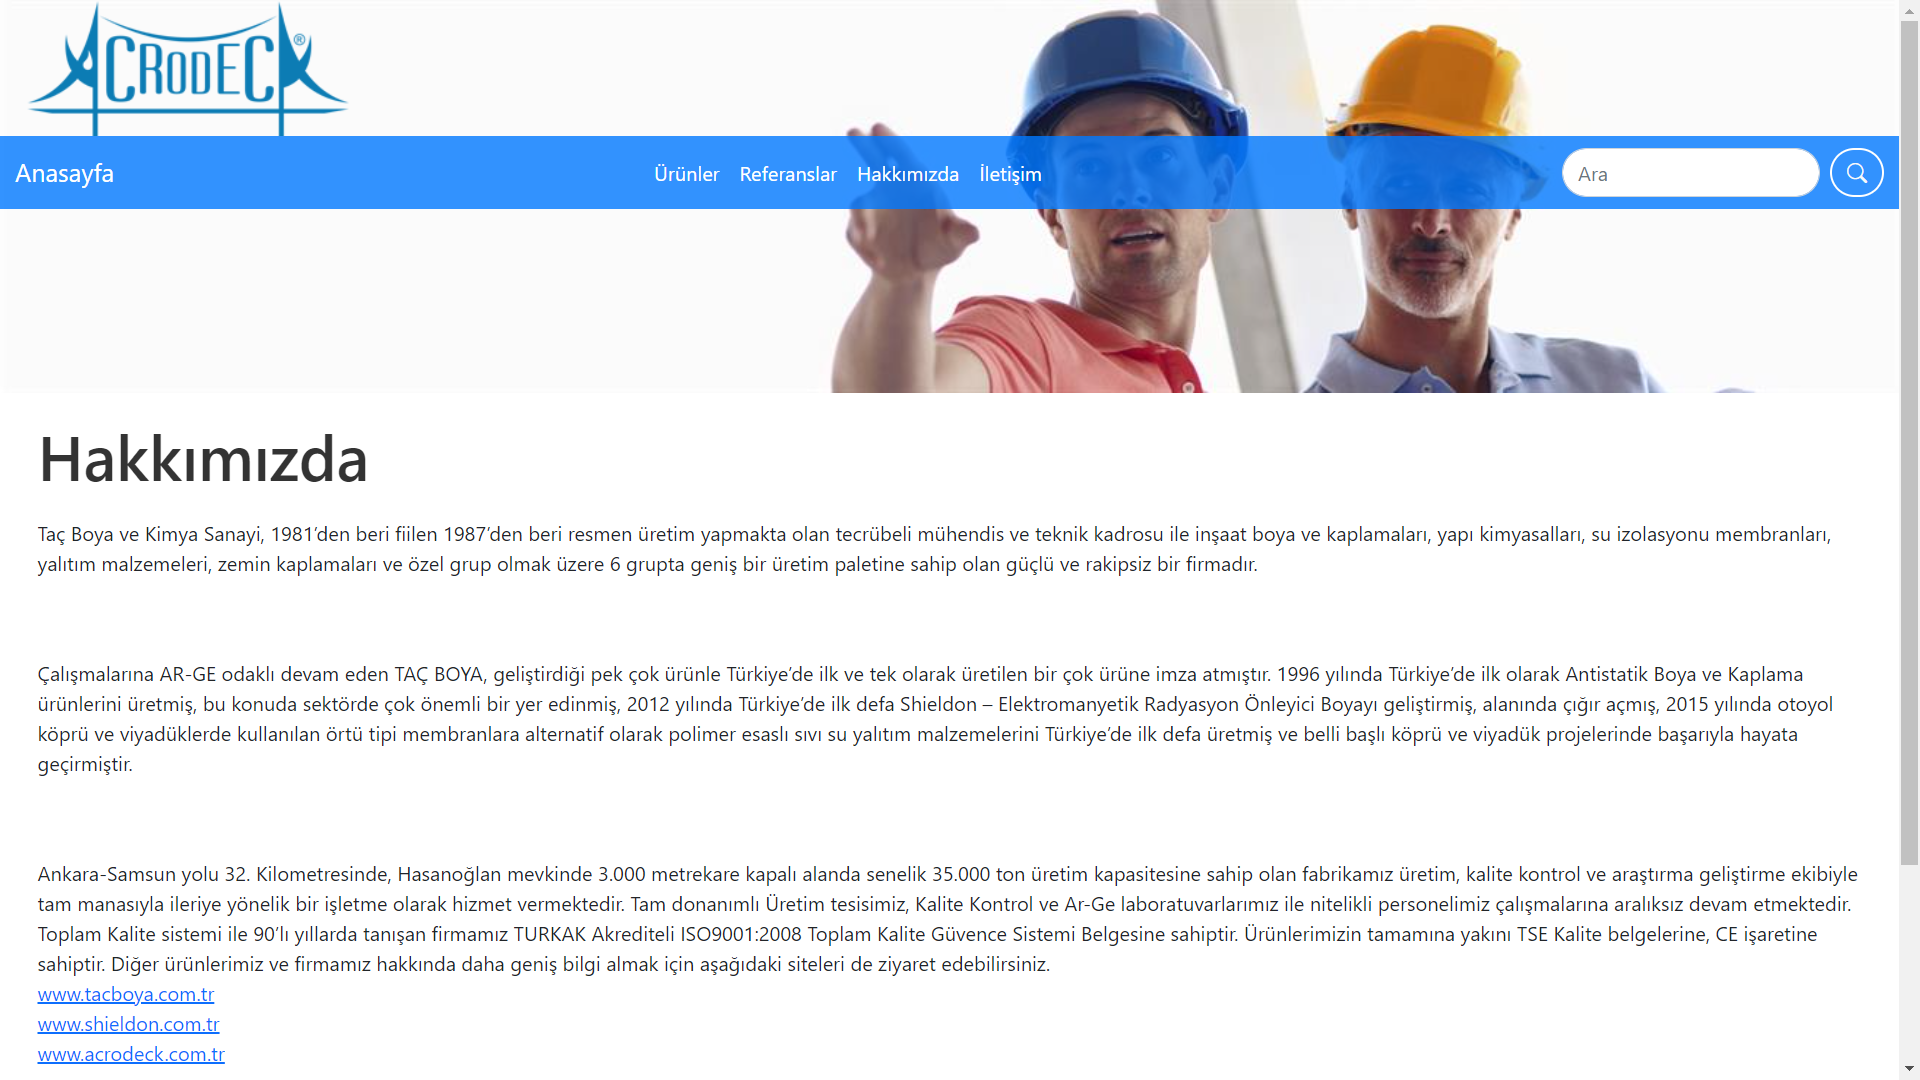 ACRODECK®
Anasayfa
Ürünler Referanslar Hakkımızda İletişim
Ara
Hakkımızda
Taç Boya ve Kimya Sanayi, 1981’den beri fiilen 1987’den beri resmen üretim yapmakta olan tecrübeli mühendis ve teknik kadrosu ile inşaat boya ve kaplamaları, yapı kimyasalları, su izolasyonu membranları,
yalıtım malzemeleri, zemin kaplamaları ve özel grup olmak üzere 6 grupta geniş bir üretim paletine sahip olan güçlü ve rakipsiz bir firmadır.
Çalışmalarına AR-GE odaklı devam eden TAÇ BOYA, geliştirdiği pek çok ürünle Türkiye’de ilk ve tek olarak üretilen bir çok ürüne imza atmıştır. 1996 yılında Türkiye’de ilk olarak Antistatik Boya ve Kaplama
ürünlerini üretmiş, bu konuda sektörde çok önemli bir yer edinmiş, 2012 yılında Türkiye’de ilk defa Shieldon – Elektromanyetik Radyasyon Önleyici Boyayı geliştirmiş, alanında çığır açmış, 2015 yılında otoyol
köprü ve viyadüklerde kullanılan örtü tipi membranlara alternatif olarak polimer esaslı sıvı su yalıtım malzemelerini Türkiye’de ilk defa üretmiş ve belli başlı köprü ve viyadük projelerinde başarıyla hayata
geçirmiştir.
Ankara-Samsun yolu 32. Kilometresinde, Hasanoğlan mevkinde 3.000 metrekare kapalı alanda senelik 35.000 ton üretim kapasitesine sahip olan fabrikamız üretim, kalite kontrol ve araştırma geliştirme ekibiyle
tam manasıyla ileriye yönelik bir işletme olarak hizmet vermektedir. Tam donanımlı Üretim tesisimiz, Kalite Kontrol ve Ar-Ge laboratuvarlarımız ile nitelikli personelimiz çalışmalarına aralıksız devam etmektedir.
Toplam Kalite sistemi ile 90’lı yıllarda tanışan firmamız TURKAK Akrediteli ISO9001:2008 Toplam Kalite Güvence Sistemi Belgesine sahiptir. Ürünlerimizin tamamına yakını TSE Kalite belgelerine, CE işaretine
sahiptir. Diğer ürünlerimiz ve firmamız hakkında daha geniş bilgi almak için aşağıdaki siteleri de ziyaret edebilirsiniz.
www.tacboya.com.tr
www.shieldon.com.tr
www.acrodeck.com.tr